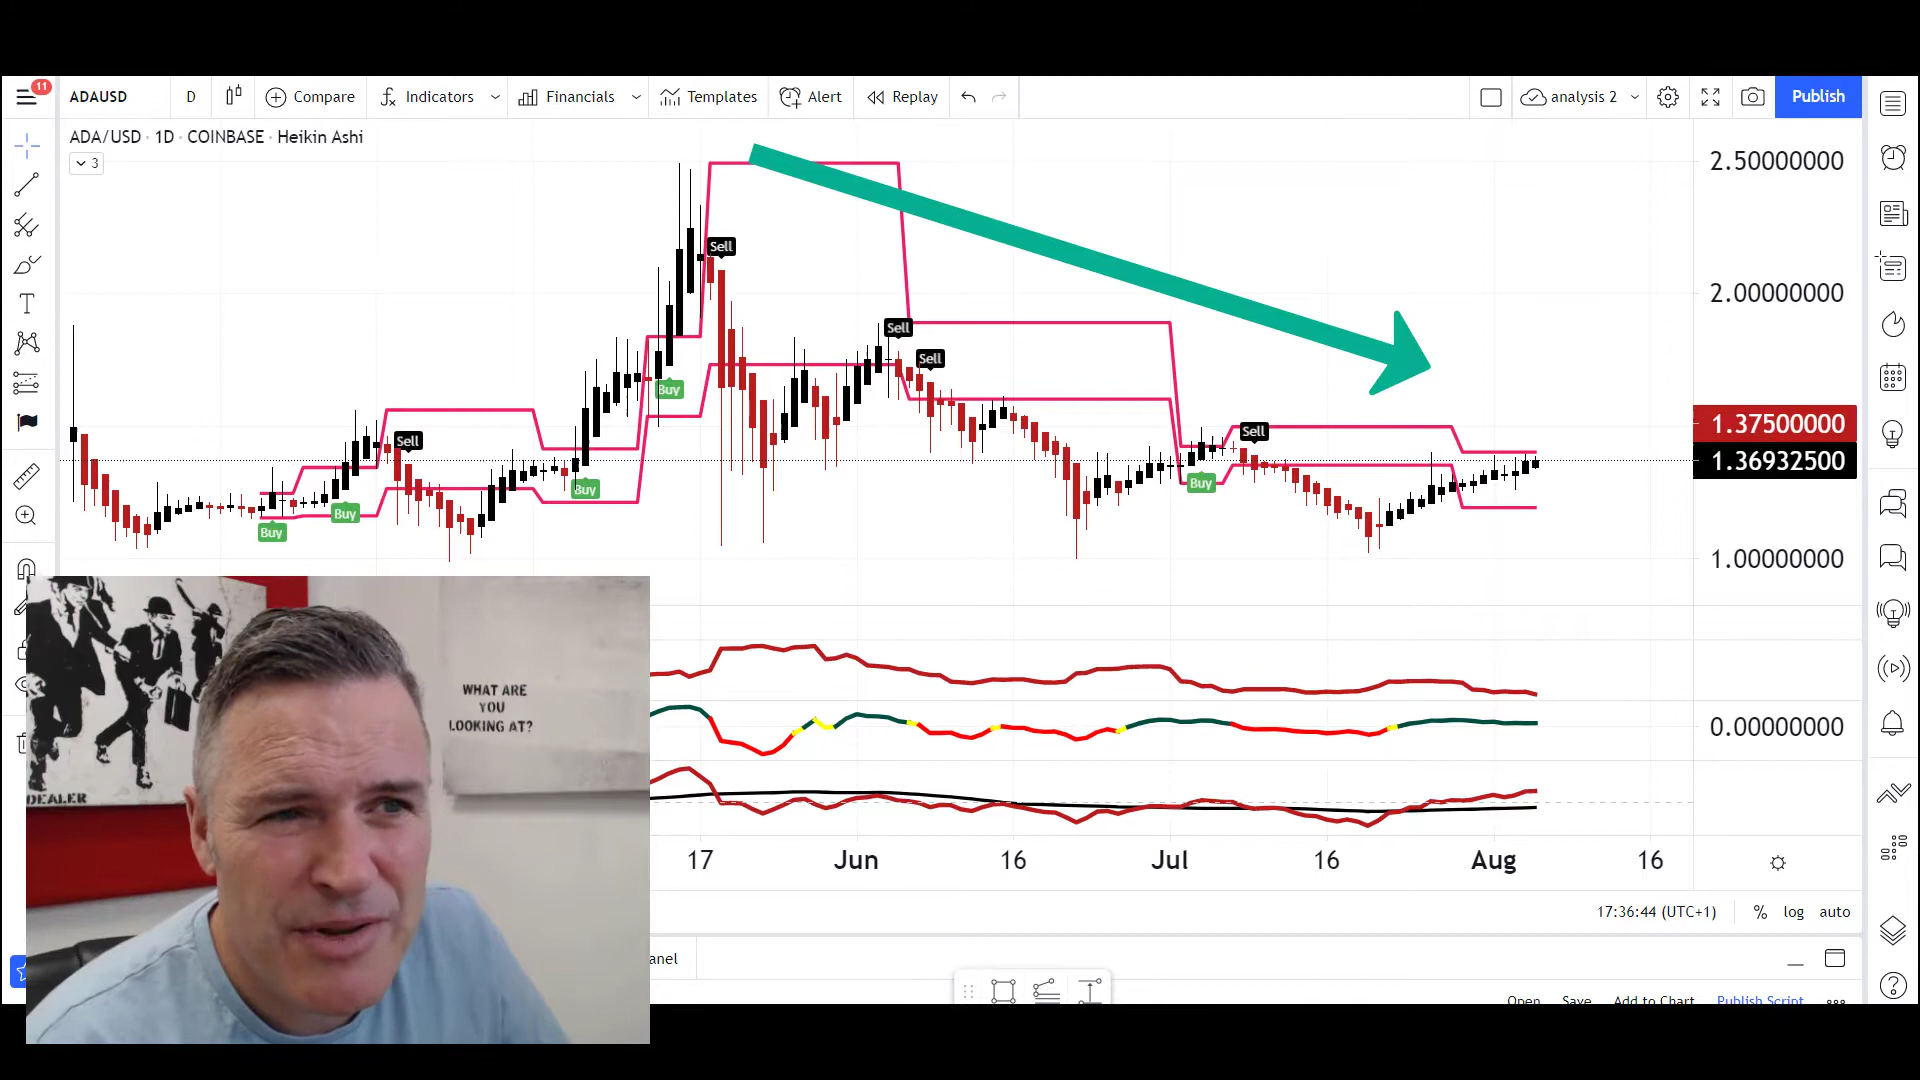 11
ADAUSD D Compare Indicators Financials Templates Alert Replay analysis 2 Publish
ADA/USD · 1D · COINBASE · Heikin Ashi
3
2.50000000
Sell
2.00000000
Sell
Sell
Buy
1.37500000
Sell
Sell
1.36932500
Buy
Buy
Buy
Buy
1.00000000
WHAT ARE
YOU
LOOKING AT?
0.00000000
DEALER
17 Jun 16 Jul 16 Aug 16
17:36:44 (UTC+1) % log auto
anel
Open Save Add to Chart Publish Script